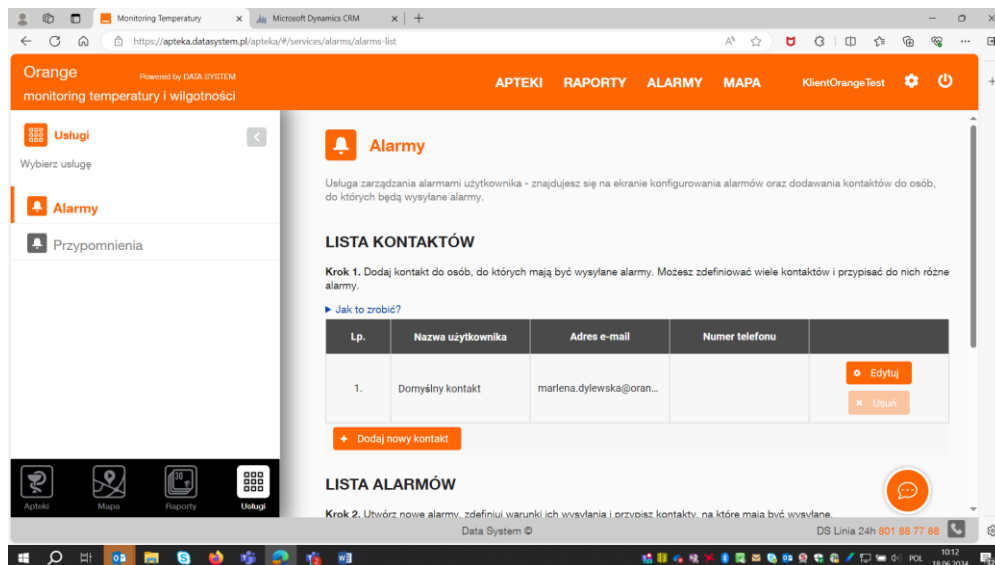 Monitoring Temperatury
Microsoft Dynamics CRM
https://apteka.datasystem.pl/apteka/#/services/alarms/alarms-list
Orange
Powered by DATA SYSTEM
monitoring temperatury i wilgotności
APTEKI
RAPORTY
ALARMY
MAPA
KlientOrangeTest
Usługi
Wybierz usługę
Alarmy
Przypomnienia
Alarmy
Usługa zarządzania alarmami użytkownika - znajdujesz się na ekranie konfigurowania alarmów oraz dodawania kontaktów do osób,
do których będą wysyłane alarmy.
LISTA KONTAKTÓW
Krok 1. Dodaj kontakt do osób, do których mają być wysyłane alarmy. Możesz zdefiniować wiele kontaktów i przypisać do nich różne
alarmy.
Jak to zrobić?
Lp.
Nazwa użytkownika
Adres e-mail
Numer telefonu
1.
Domyślny kontakt
marlena.dylewska@oran...
Edytuj
Usuń
Dodaj nowy kontakt
LISTA ALARMÓW
Krok 2. Utwórz nowe alarmy, zdefiniuj warunki ich wysyłania i przypisz kontakty, na które mają być wysyłane.
Apteki
Mapa
30
Raporty
Usługi
Data System ©
DS Linia 24h 801 88 77 88
POL
10:12
18.06.2024